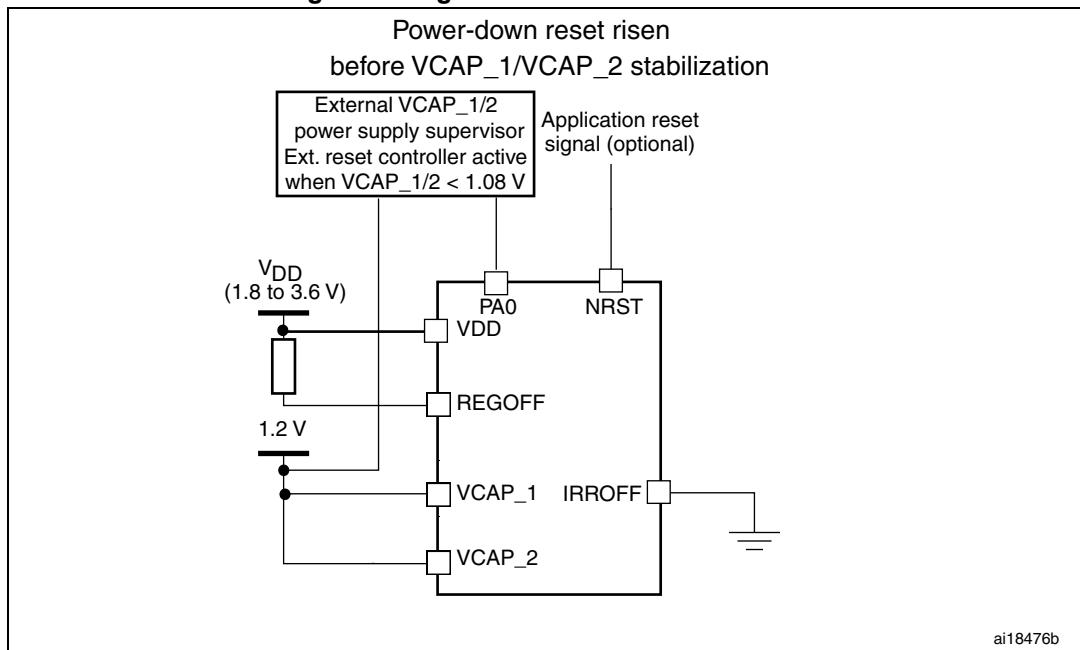 Power-down reset risen
before VCAP_1/VCAP_2 stabilization
External VCAP_1/2
power supply supervisor
Ext. reset controller active
when VCAP_1/2 < 1.08 V
Application reset
signal (optional)
VDD
(1.8 to 3.6 V)
PA0
NRST
VDD
REGOFF
1.2 V
VCAP_1
IRROFF
VCAP_2
ai18476b